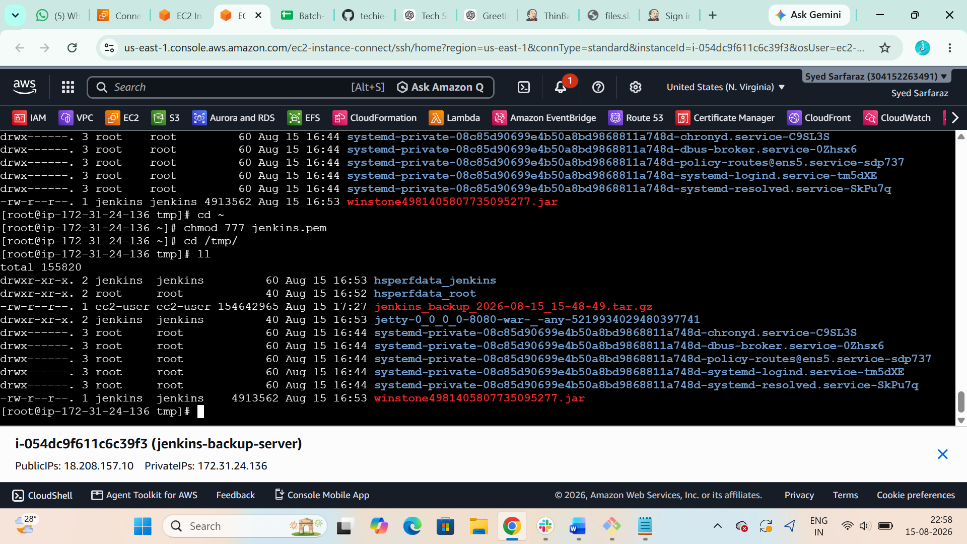 (5) Wh
Conne
EC2 In
EC
Batch-
techie
Tech S
Greeti
ThinBa
files.sl
Sign in
Ask Gemini
us-east-1.console.aws.amazon.com/ec2-instance-connect/ssh/home?region=us-east-1&connType=standard&instanceId=i-054dc9f611c6c39f3&osUser=ec2-...
aws
Search [Alt+S] Ask Amazon Q
1
United States (N. Virginia) ▼
Syed Sarfaraz (304152263491) ▼
Syed Sarfaraz
IAM VPC EC2 S3 Aurora and RDS EFS CloudFormation Lambda Amazon EventBridge Route 53 Certificate Manager CloudFront CloudWatch
drwx------. 3 root root 60 Aug 15 16:44 systemd-private-08c85d90699e4b50a8bd9868811a748d-chronyd.service-C9SL3S
drwx------. 3 root root 60 Aug 15 16:44 systemd-private-08c85d90699e4b50a8bd9868811a748d-dbus-broker.service-0Zhsx6
drwx------. 3 root root 60 Aug 15 16:44 systemd-private-08c85d90699e4b50a8bd9868811a748d-policy-routes@ens5.service-sdp737
drwx------. 3 root root 60 Aug 15 16:44 systemd-private-08c85d90699e4b50a8bd9868811a748d-systemd-logind.service-tm5dXE
drwx------. 3 root root 60 Aug 15 16:44 systemd-private-08c85d90699e4b50a8bd9868811a748d-systemd-resolved.service-SkPu7q
-rw-r--r--. 1 jenkins jenkins 4913562 Aug 15 16:53 winstone4981405807735095277.jar
[root@ip-172-31-24-136 tmp]# cd ~
[root@ip-172-31-24-136 ~]# chmod 777 jenkins.pem
[root@ip-172-31-24-136 ~]# cd /tmp/
[root@ip-172-31-24-136 tmp]# ll
total 155820
drwxr-xr-x. 2 jenkins jenkins 60 Aug 15 16:53 hsperfdata_jenkins
drwxr-xr-x. 2 root root 40 Aug 15 16:52 hsperfdata_root
-rw-r--r--. 1 ec2-user ec2-user 154642965 Aug 15 17:27 jenkins_backup_2026-08-15_15-48-49.tar.gz
drwxr-xr-x. 2 jenkins jenkins 40 Aug 15 16:53 jetty-0_0_0_0-8080-war-_-any-5219934029480397741
drwx------. 3 root root 60 Aug 15 16:44 systemd-private-08c85d90699e4b50a8bd9868811a748d-chronyd.service-C9SL3S
drwx------. 3 root root 60 Aug 15 16:44 systemd-private-08c85d90699e4b50a8bd9868811a748d-dbus-broker.service-0Zhsx6
drwx------. 3 root root 60 Aug 15 16:44 systemd-private-08c85d90699e4b50a8bd9868811a748d-policy-routes@ens5.service-sdp737
drwx------. 3 root root 60 Aug 15 16:44 systemd-private-08c85d90699e4b50a8bd9868811a748d-systemd-logind.service-tm5dXE
drwx------. 3 root root 60 Aug 15 16:44 systemd-private-08c85d90699e4b50a8bd9868811a748d-systemd-resolved.service-SkPu7q
-rw-r--r--. 1 jenkins jenkins 4913562 Aug 15 16:53 winstone4981405807735095277.jar
[root@ip-172-31-24-136 tmp]#
i-054dc9f611c6c39f3 (jenkins-backup-server)
PublicIPs: 18.208.157.10 PrivateIPs: 172.31.24.136
CloudShell Agent Toolkit for AWS Feedback Console Mobile App © 2026, Amazon Web Services, Inc. or its affiliates. Privacy Terms Cookie preferences
28°
Search
ENG
IN
22:58
15-08-2026